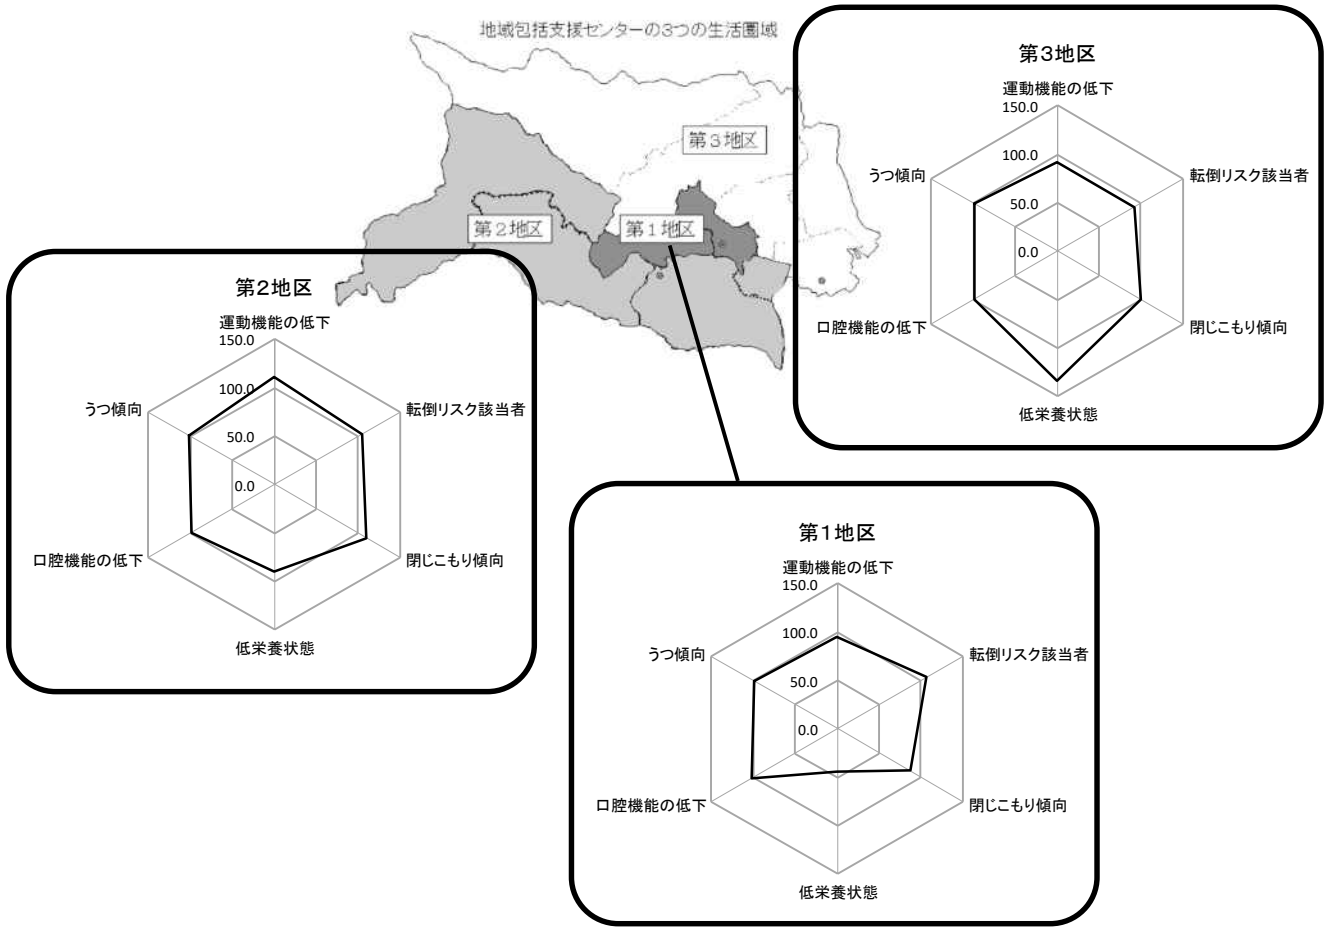 地域包括支援センターの3つの生活圏域
第3地区
第2地区
第1地区
第3地区
運動機能の低下
150.0
100.0
50.0
0.0
転倒リスク該当者
閉じこもり傾向
低栄養状態
口腔機能の低下
うつ傾向
第2地区
運動機能の低下
150.0
100.0
50.0
0.0
転倒リスク該当者
閉じこもり傾向
低栄養状態
口腔機能の低下
うつ傾向
第1地区
運動機能の低下
150.0
100.0
50.0
0.0
転倒リスク該当者
閉じこもり傾向
低栄養状態
口腔機能の低下
うつ傾向